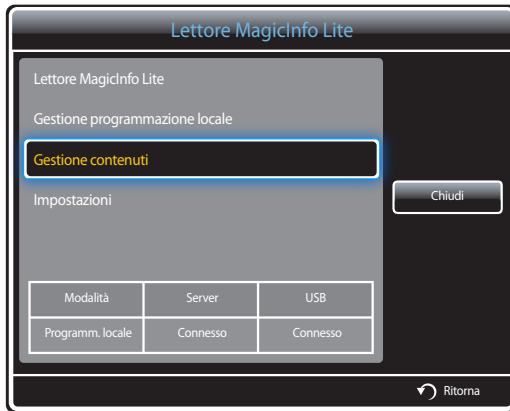 Lettore MagicInfo Lite
Lettore MagicInfo Lite
Gestione programmazione locale
Gestione contenuti
Impostazioni
Chiudi
Modalità Server USB
Programm. locale Connesso Connesso
Ritorna